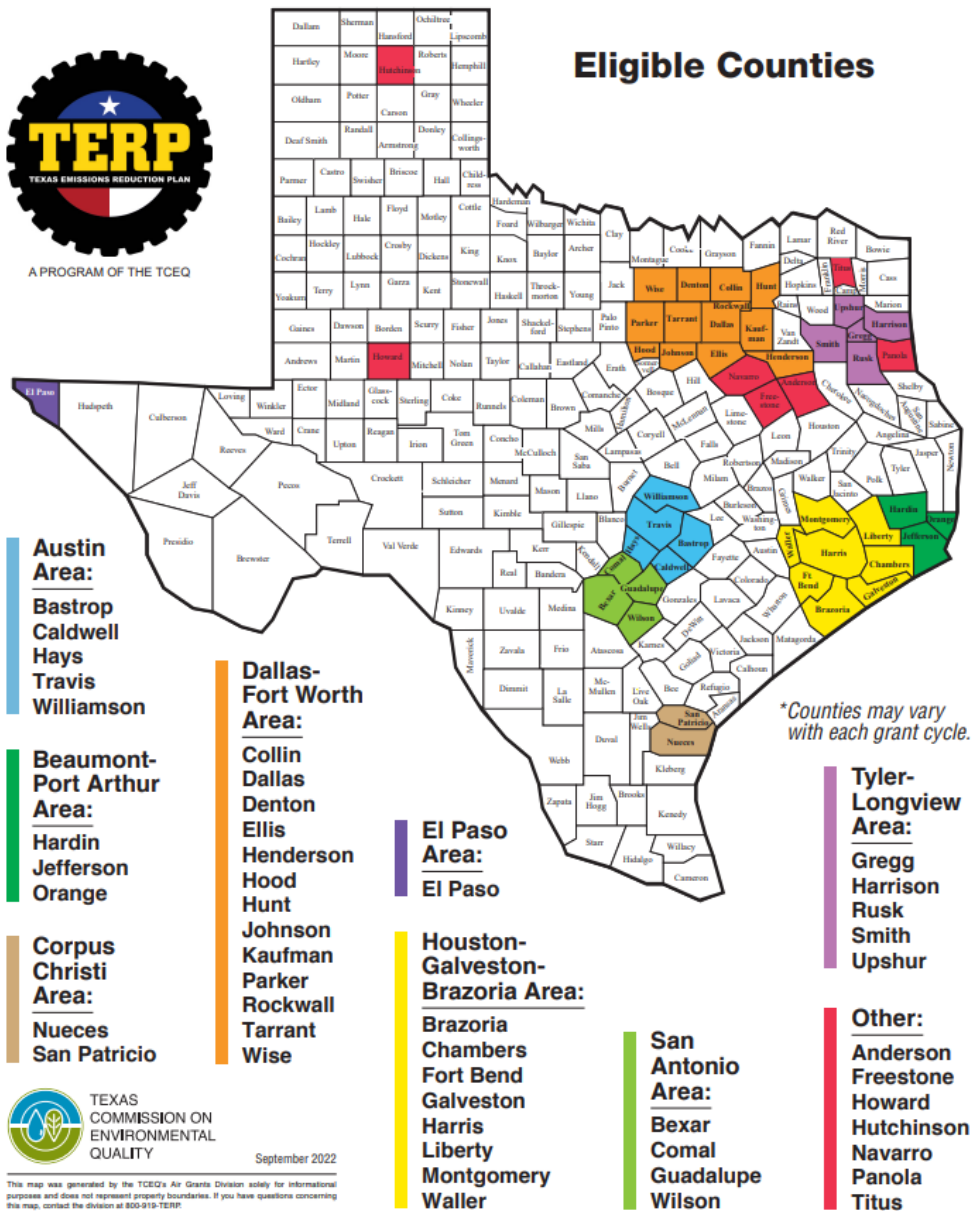 Eligible Counties
TERP
TEXAS EMISSIONS REDUCTION PLAN
A PROGRAM OF THE TCEQ
Dallam
Sherman
Hansford
Ochiltree
Lipscomb
Hartley
Moore
Hutchinson
Roberts
Hemphill
Oldham
Potter
Carson
Gray
Wheeler
Deaf Smith
Randall
Armstrong
Donley
Collings-
worth
Parmer
Castro
Swisher
Briscoe
Hall
Child-
ress
Bailey
Lamb
Hale
Floyd
Motley
Cottle
Hardeman
Foard
Wilbarger
Wichita
Clay
Montague
Cooke
Grayson
Fannin
Lamar
Red
River
Bowie
Cochran
Hockley
Lubbock
Crosby
Dickens
King
Knox
Baylor
Archer
Jack
Wise
Denton
Collin
Hunt
Delta
Hopkins
Franklin
Titus
Morris
Cass
Camp
Yoakum
Terry
Lynn
Garza
Kent
Stonewall
Haskell
Throck-
morton
Young
Rockwall
Rains
Wood
Upshur
Marion
Gaines
Dawson
Borden
Scurry
Fisher
Jones
Shackel-
ford
Stephens
Palo
Pinto
Parker
Tarrant
Dallas
Kauf-
man
Van
Zandt
Smith
Gregg
Harrison
Andrews
Martin
Howard
Mitchell
Nolan
Taylor
Callahan
Eastland
Erath
Hood
Somer-
vell
Johnson
Ellis
Henderson
Rusk
Panola
El Paso
Hudspeth
Culberson
Loving
Winkler
Ector
Midland
Glass-
cock
Sterling
Coke
Runnels
Coleman
Brown
Comanche
Hamilton
Bosque
Hill
Navarro
Free-
stone
Anderson
Cherokee
Nacogdoches
Shelby
San
Augustine
Sabine
Reeves
Ward
Crane
Upton
Reagan
Irion
Tom
Green
Concho
McCulloch
San
Saba
Mills
Lampasas
Coryell
McLennan
Lime-
stone
Falls
Leon
Houston
Angelina
Trinity
Jasper
Newton
Jeff
Davis
Pecos
Crockett
Schleicher
Menard
Mason
Llano
Burnet
Bell
Milam
Robertson
Madison
Walker
San
Jacinto
Polk
Tyler
Presidio
Brewster
Terrell
Val Verde
Sutton
Kimble
Gillespie
Blanco
Williamson
Travis
Hays
Bastrop
Caldwell
Lee
Burleson
Brazos
Grimes
Washing-
ton
Montgomery
Liberty
Hardin
Orange
Jefferson
Edwards
Kerr
Real
Bandera
Kendall
Comal
Guadalupe
Bexar
Wilson
Gonzales
Fayette
Austin
Waller
Harris
Chambers
Ft
Bend
Galveston
Brazoria
Colorado
Lavaca
Wharton
Kinney
Uvalde
Medina
Maverick
Zavala
Frio
Atascosa
Karnes
DeWitt
Goliad
Victoria
Jackson
Matagorda
Calhoun
Dimmit
La
Salle
Mc-
Mullen
Live
Oak
Bee
Refugio
Aransas
San
Patricio
Nueces
Webb
Duval
Jim
Wells
Kleberg
Zapata
Jim
Hogg
Brooks
Kenedy
Starr
Hidalgo
Willacy
Cameron
*Counties may vary
with each grant cycle.
Austin
Area:
Bastrop
Caldwell
Hays
Travis
Williamson
Beaumont-
Port Arthur
Area:
Hardin
Jefferson
Orange
Corpus
Christi
Area:
Nueces
San Patricio
Dallas-
Fort Worth
Area:
Collin
Dallas
Denton
Ellis
Henderson
Hood
Hunt
Johnson
Kaufman
Parker
Rockwall
Tarrant
Wise
El Paso
Area:
El Paso
Houston-
Galveston-
Brazoria Area:
Brazoria
Chambers
Fort Bend
Galveston
Harris
Liberty
Montgomery
Waller
San
Antonio
Area:
Bexar
Comal
Guadalupe
Wilson
Tyler-
Longview
Area:
Gregg
Harrison
Rusk
Smith
Upshur
Other:
Anderson
Freestone
Howard
Hutchinson
Navarro
Panola
Titus
TEXAS
COMMISSION ON
ENVIRONMENTAL
QUALITY
September 2022
This map was generated by the TCEQ's Air Grants Division solely for informational
purposes and does not represent property boundaries. If you have questions concerning
this map, contact the division at 800-919-TERP.